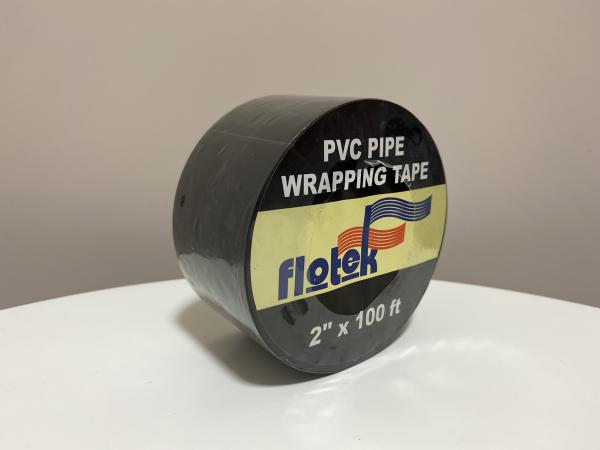 PVC PIPE
WRAPPING TAPE
flotek
2" x 100 ft